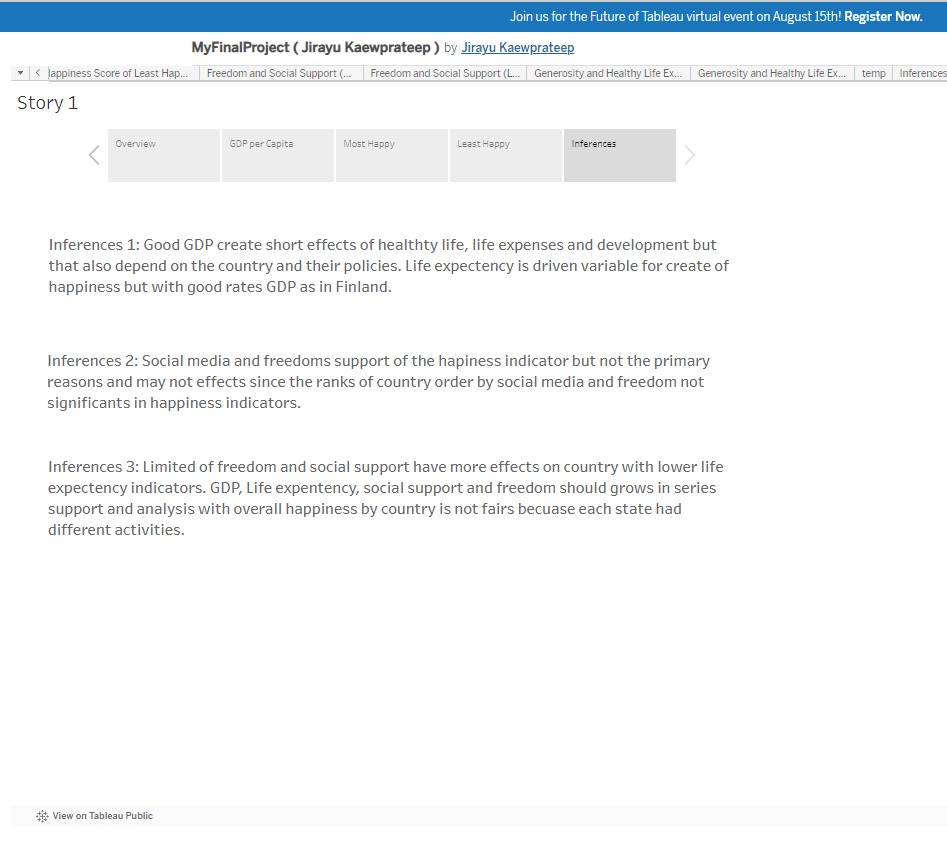 Join us for the Future of Tableau virtual event on August 15th! Register Now.
MyFinalProject ( Jirayu Kaewprateep ) by Jirayu Kaewprateep
appiness Score of Least Hap... Freedom and Social Support (... Freedom and Social Support (L... Generosity and Healthy Life Ex... Generosity and Healthy Life Ex... temp Inferences
Story 1
Overview GDP per Capita Most Happy Least Happy Inferences
Inferences 1: Good GDP create short effects of healthty life, life expenses and development but
that also depend on the country and their policies. Life expectency is driven variable for create of
happiness but with good rates GDP as in Finland.
Inferences 2: Social media and freedoms support of the hapiness indicator but not the primary
reasons and may not effects since the ranks of country order by social media and freedom not
significants in happiness indicators.
Inferences 3: Limited of freedom and social support have more effects on country with lower life
expectency indicators. GDP, Life expentency, social support and freedom should grows in series
support and analysis with overall happiness by country is not fairs becuase each state had
different activities.
View on Tableau Public